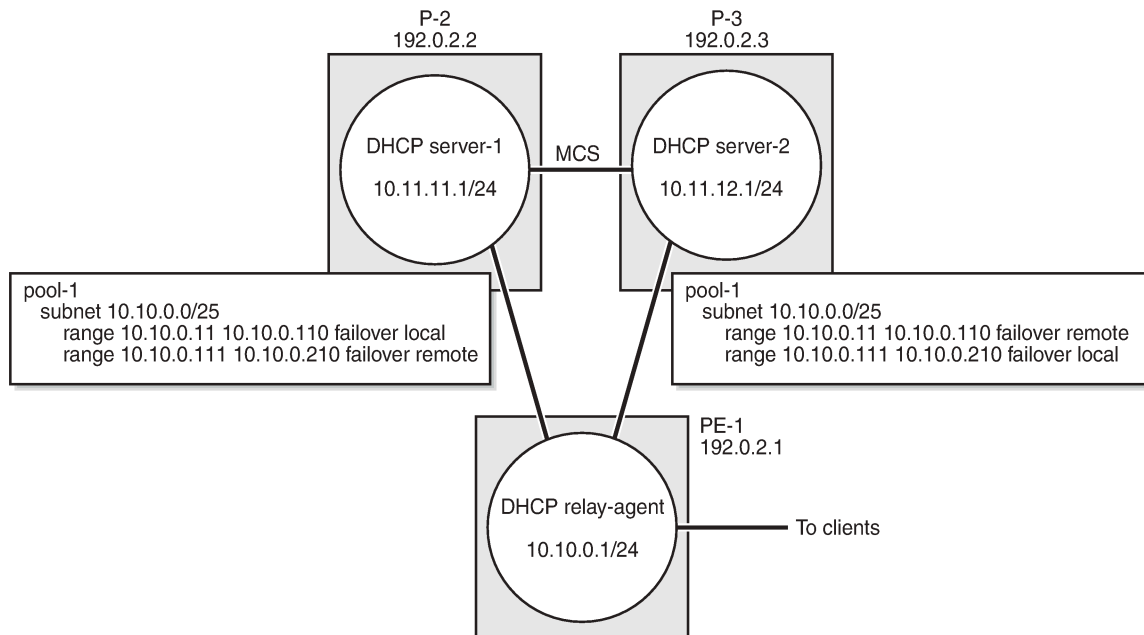 P-2
192.0.2.2
P-3
192.0.2.3
DHCP server-1
10.11.11.1/24
MCS
DHCP server-2
10.11.12.1/24
pool-1
subnet 10.10.0.0/25
range 10.10.0.11 10.10.0.110 failover local
range 10.10.0.111 10.10.0.210 failover remote
pool-1
subnet 10.10.0.0/25
range 10.10.0.11 10.10.0.110 failover remote
range 10.10.0.111 10.10.0.210 failover local
PE-1
192.0.2.1
DHCP relay-agent
10.10.0.1/24
To clients